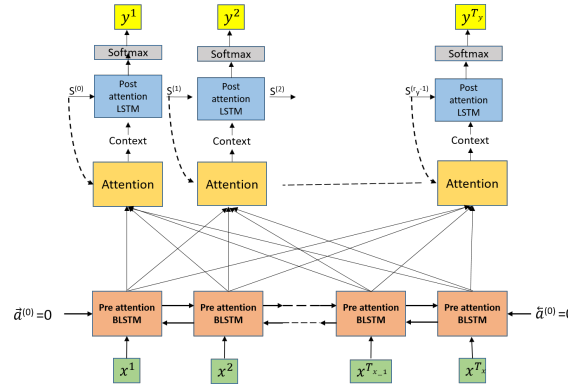 y¹ y² y^{T_y}
Softmax Softmax Softmax
S⁽⁰⁾ Post attention LSTM S⁽¹⁾ Post attention LSTM S⁽²⁾ S^{(T_y-1)} Post attention LSTM
Context Context Context
Attention Attention Attention
a⃗⁽⁰⁾=0 Pre attention BLSTM Pre attention BLSTM Pre attention BLSTM Pre attention BLSTM a⃖⁽⁰⁾=0
x¹ x² x^{T_{x_1}} x^{T_x}